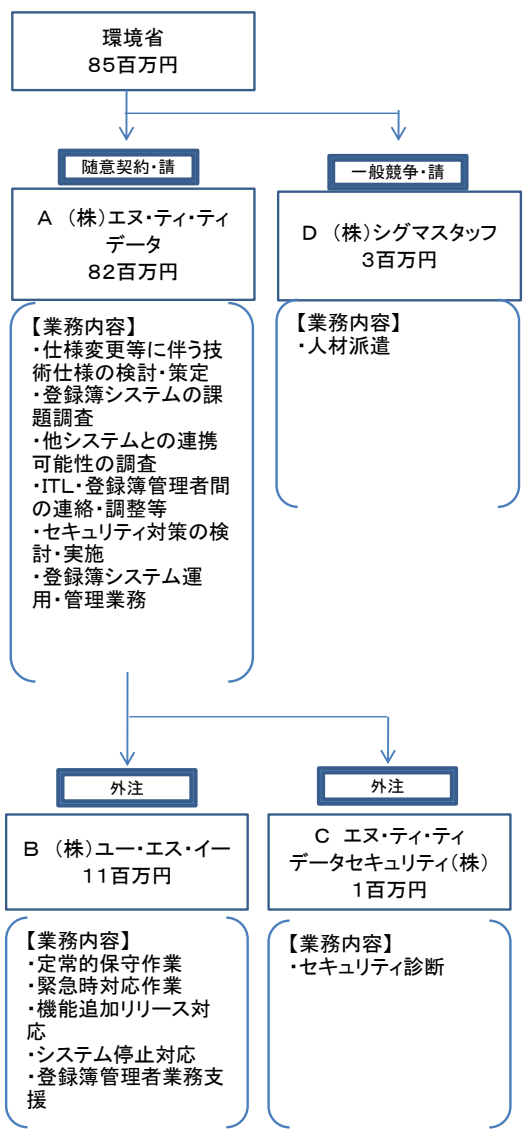 環境省
85百万円
随意契約・請
一般競争・請
A （株）エヌ・ティ・ティ
データ
82百万円
D （株）シグマスタッフ
3百万円
【業務内容】
・仕様変更等に伴う技
術仕様の検討・策定
・登録簿システムの課
題調査
・他システムとの連携
可能性の調査
・ITL・登録簿管理者間
の連絡・調整等
・セキュリティ対策の検
討・実施
・登録簿システム運
用・管理業務
【業務内容】
・人材派遣
外注
外注
B （株）ユー・エス・イー
11百万円
C エヌ・ティ・ティ
データセキュリティ（株）
1百万円
【業務内容】
・定常的保守作業
・緊急時対応作業
・機能追加リリース対
応
・システム停止対応
・登録簿管理者業務支
援
【業務内容】
・セキュリティ診断